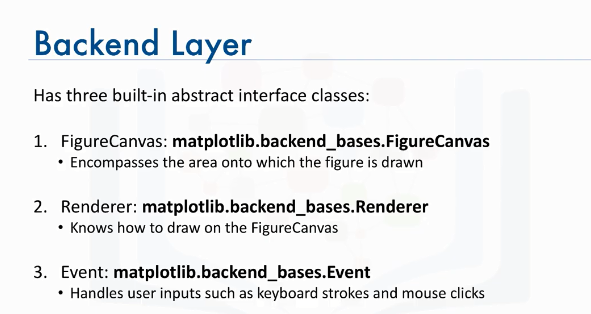 Backend Layer
Has three built-in abstract interface classes:
1. FigureCanvas: matplotlib.backend_bases.FigureCanvas
• Encompasses the area onto which the figure is drawn
2. Renderer: matplotlib.backend_bases.Renderer
• Knows how to draw on the FigureCanvas
3. Event: matplotlib.backend_bases.Event
• Handles user inputs such as keyboard strokes and mouse clicks